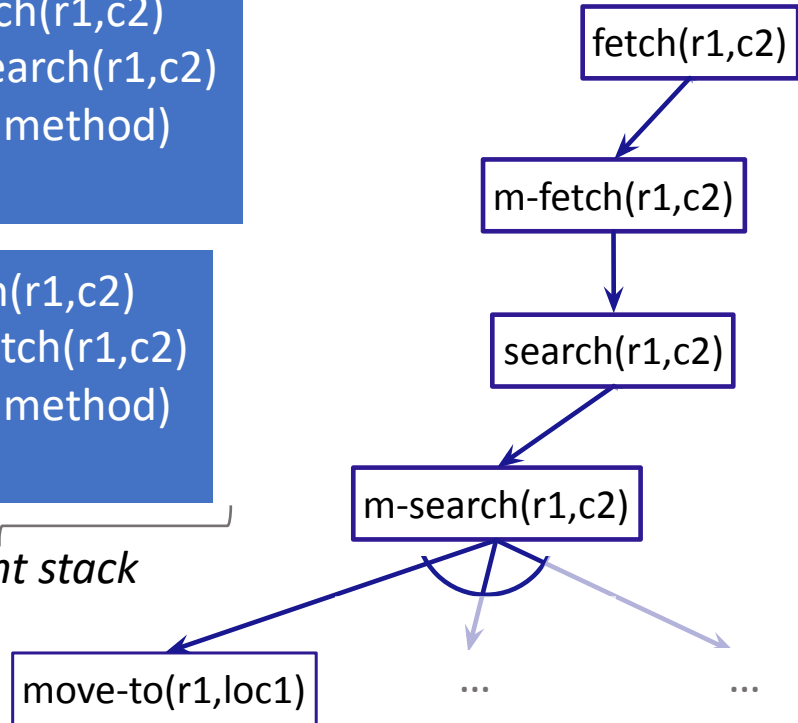 ch(r1,c2)
earch(r1,c2)
method)
h(r1,c2)
tch(r1,c2)
method)
nt stack
fetch(r1,c2)
m-fetch(r1,c2)
search(r1,c2)
m-search(r1,c2)
move-to(r1,loc1)
...
...